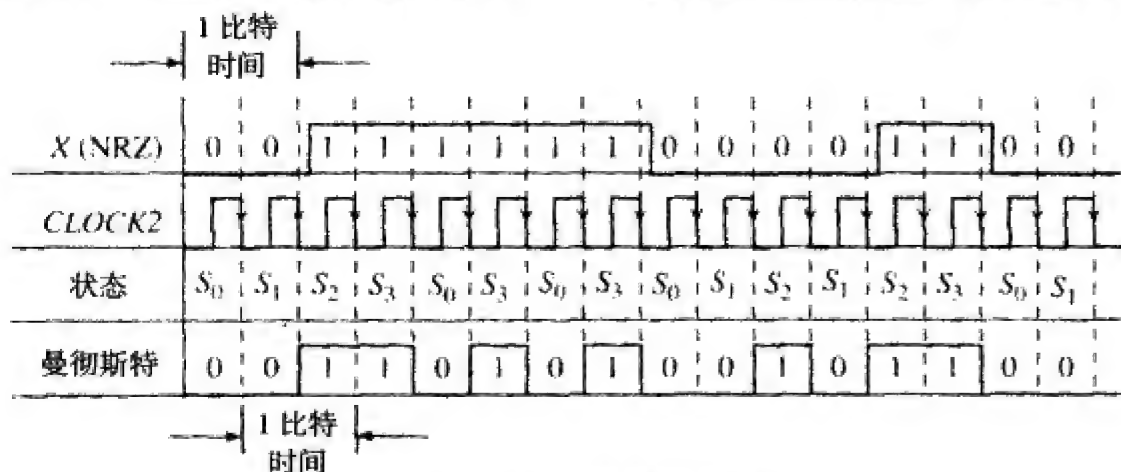 1 比特
时间
X (NRZ) 0 0 1 1 1 1 1 1 0 0 0 0 1 1 0 0
CLOCK2
状态 S₀ S₁ S₂ S₃ S₀ S₃ S₀ S₃ S₀ S₁ S₂ S₁ S₂ S₃ S₀ S₁
曼彻斯特 0 0 1 1 0 1 0 1 0 0 1 0 1 1 0 0
1 比特
时间